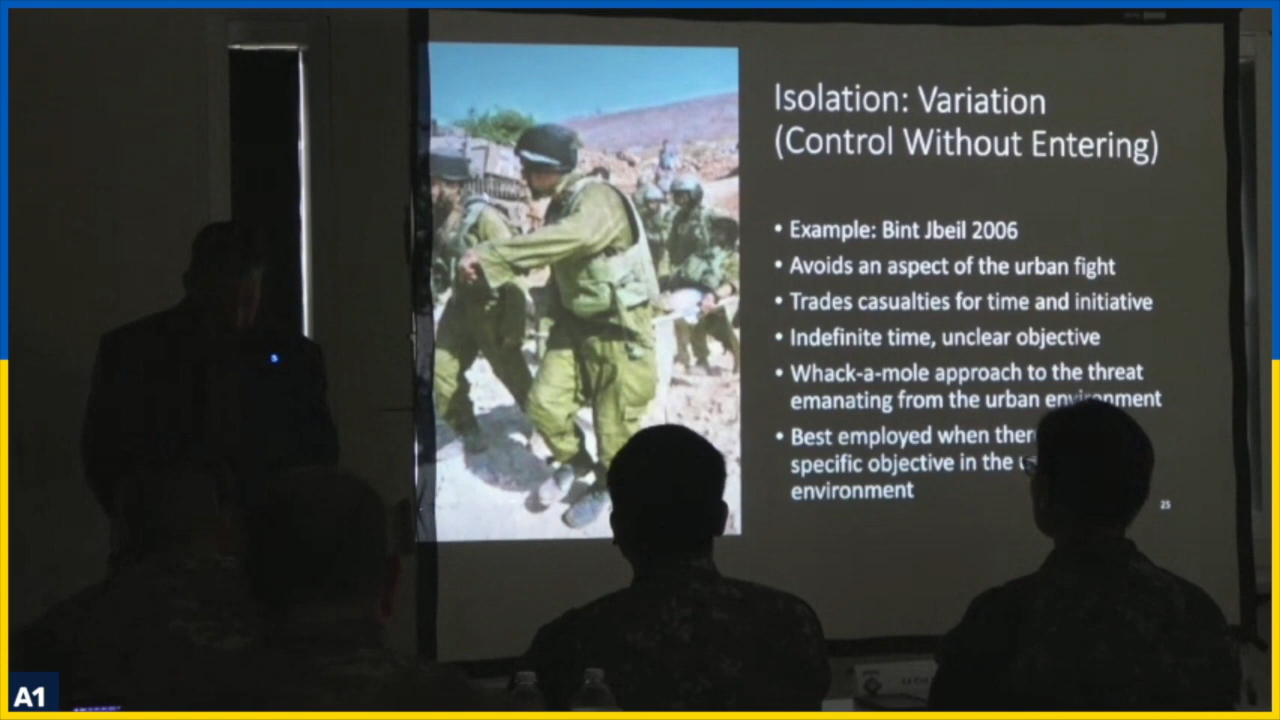 Isolation: Variation
(Control Without Entering)
• Example: Bint Jbeil 2006
• Avoids an aspect of the urban fight
• Trades casualties for time and initiative
• Indefinite time, unclear objective
• Whack-a-mole approach to the threat
emanating from the urban environment
• Best employed when
specific objective in the
environment
25
A1